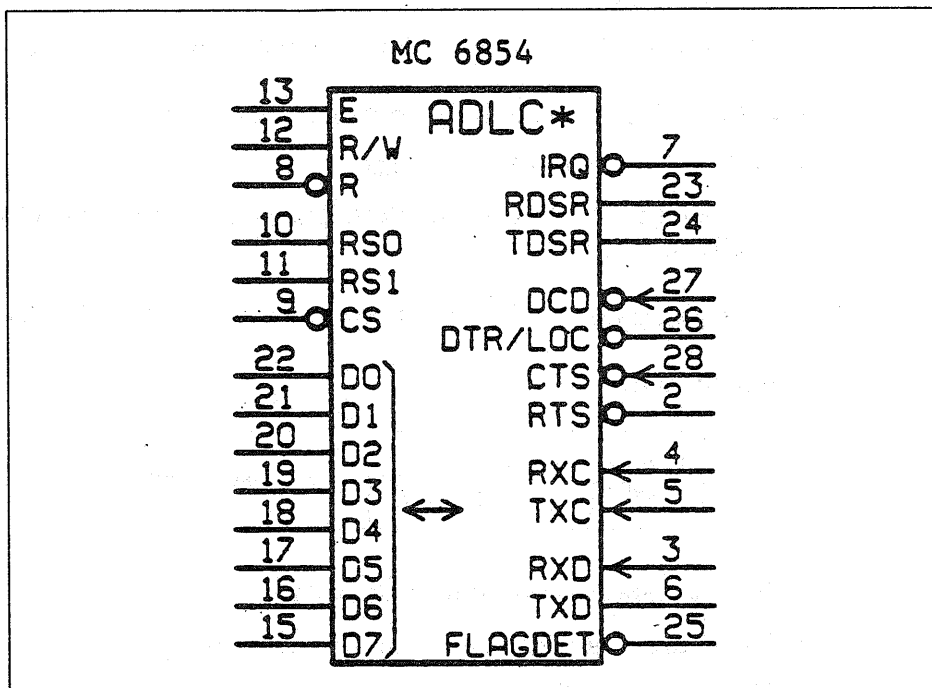 MC 6854
ADLC*
13 E
12 R/W
8 R
10 RS0
11 RS1
9 CS
22 D0
21 D1
20 D2
19 D3
18 D4
17 D5
16 D6
15 D7
IRQ 7
RDSR 23
TDSR 24
DCD 27
DTR/LOC 26
CTS 28
RTS 2
RXC 4
TXC 5
RXD 3
TXD 6
FLAGDET 25